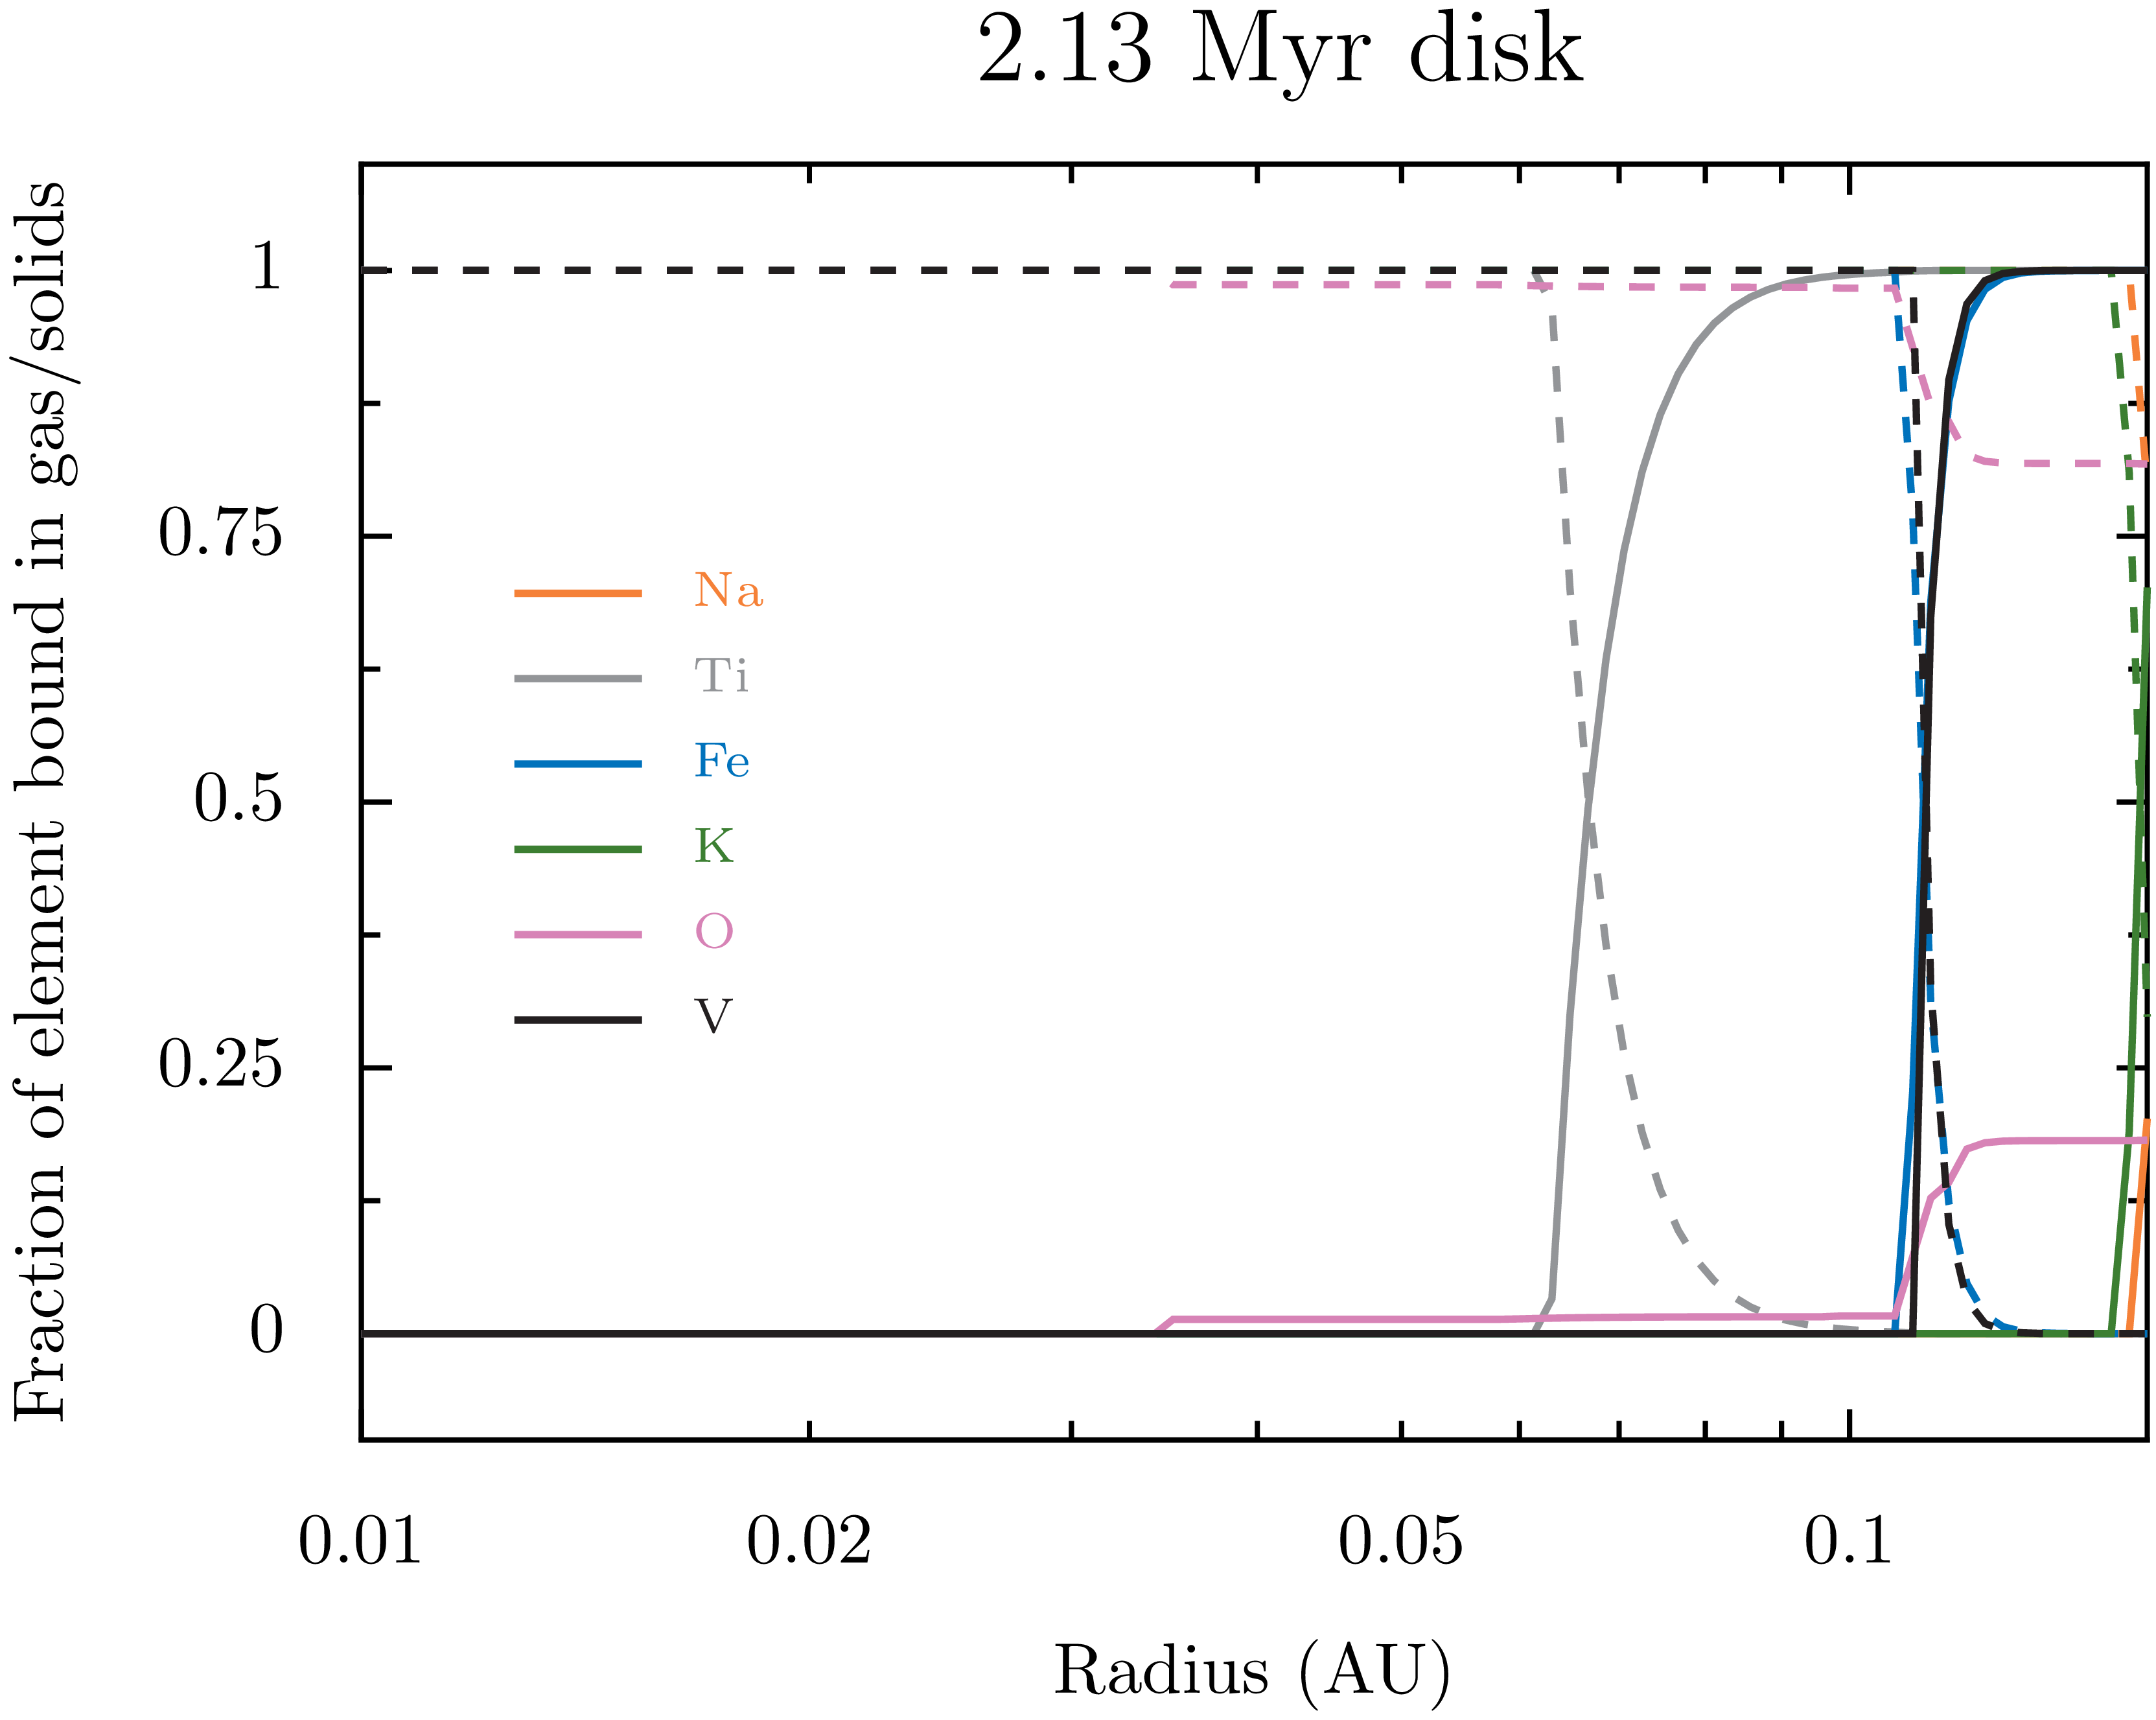 2.13 Myr disk
Fraction of element bound in gas/solids
1
0.75
0.5
0.25
0
Na
Ti
Fe
K
O
V
0.01 0.02 0.05 0.1
Radius (AU)